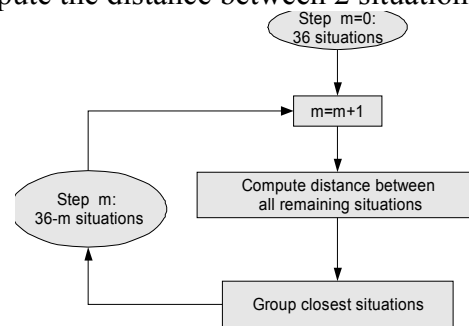 the distance between 2 situation
Step m=0:
36 situations
m=m+1
Compute distance between
all remaining situations
Step m:
36-m situations
Group closest situations